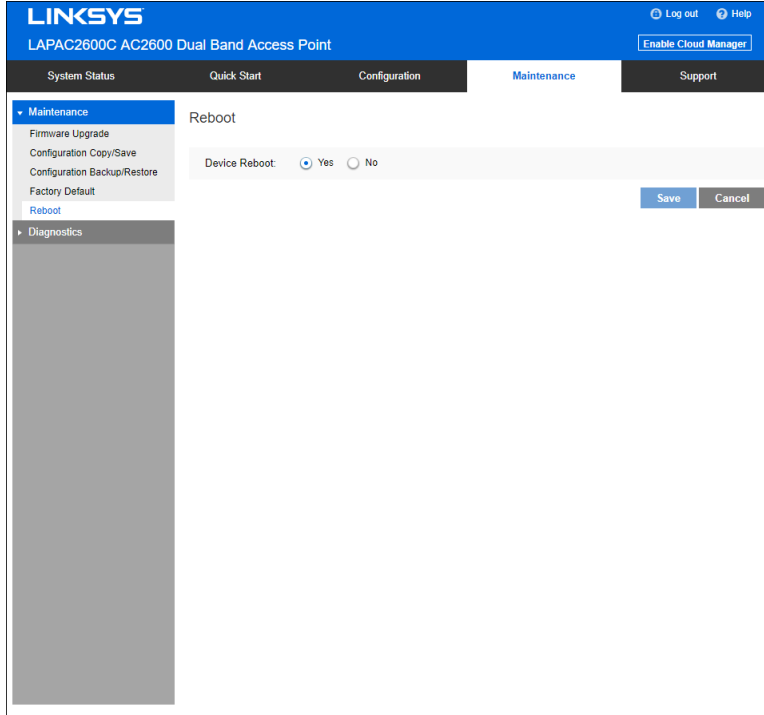 LINKSYS
Log out
Help
LAPAC2600C AC2600 Dual Band Access Point
Enable Cloud Manager
System Status
Quick Start
Configuration
Maintenance
Support
Maintenance
Firmware Upgrade
Configuration Copy/Save
Configuration Backup/Restore
Factory Default
Reboot
Diagnostics
Reboot
Device Reboot: Yes No
Save
Cancel